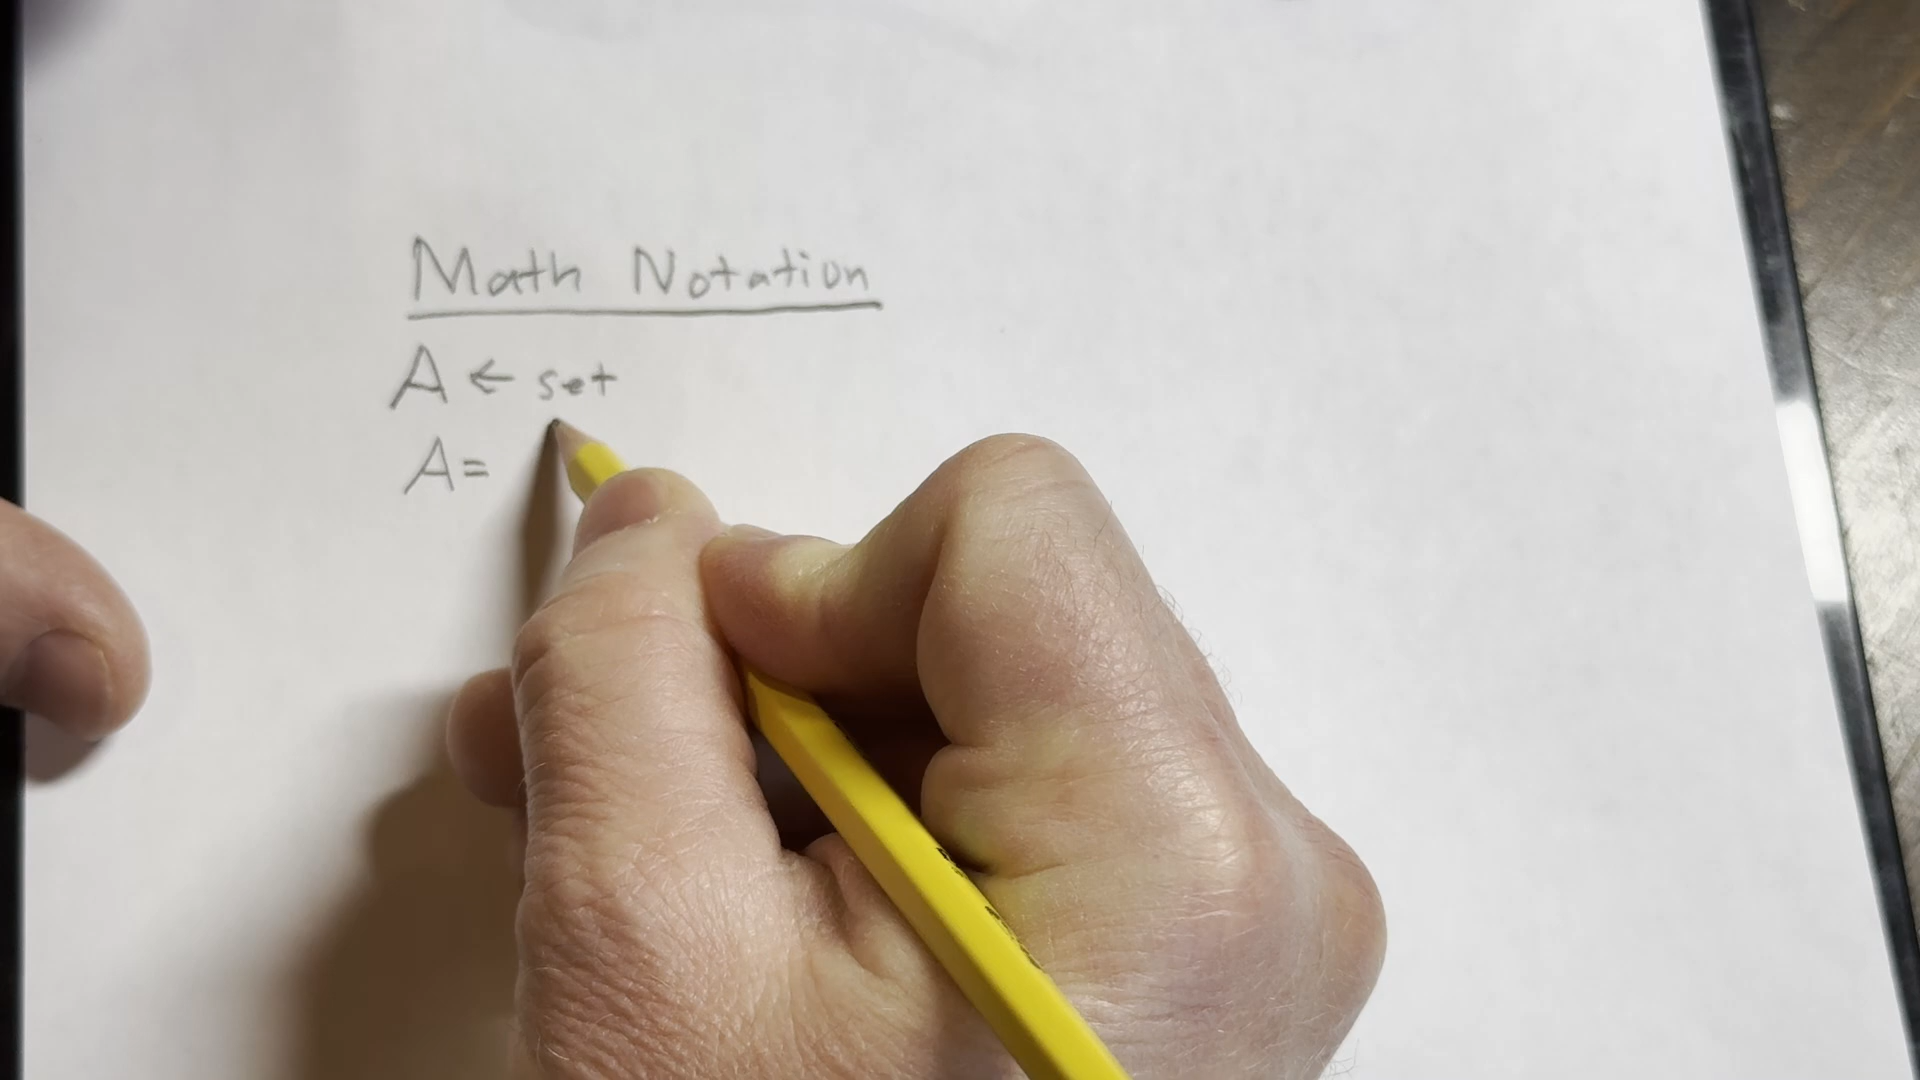 Math Notation
A ← set
A=